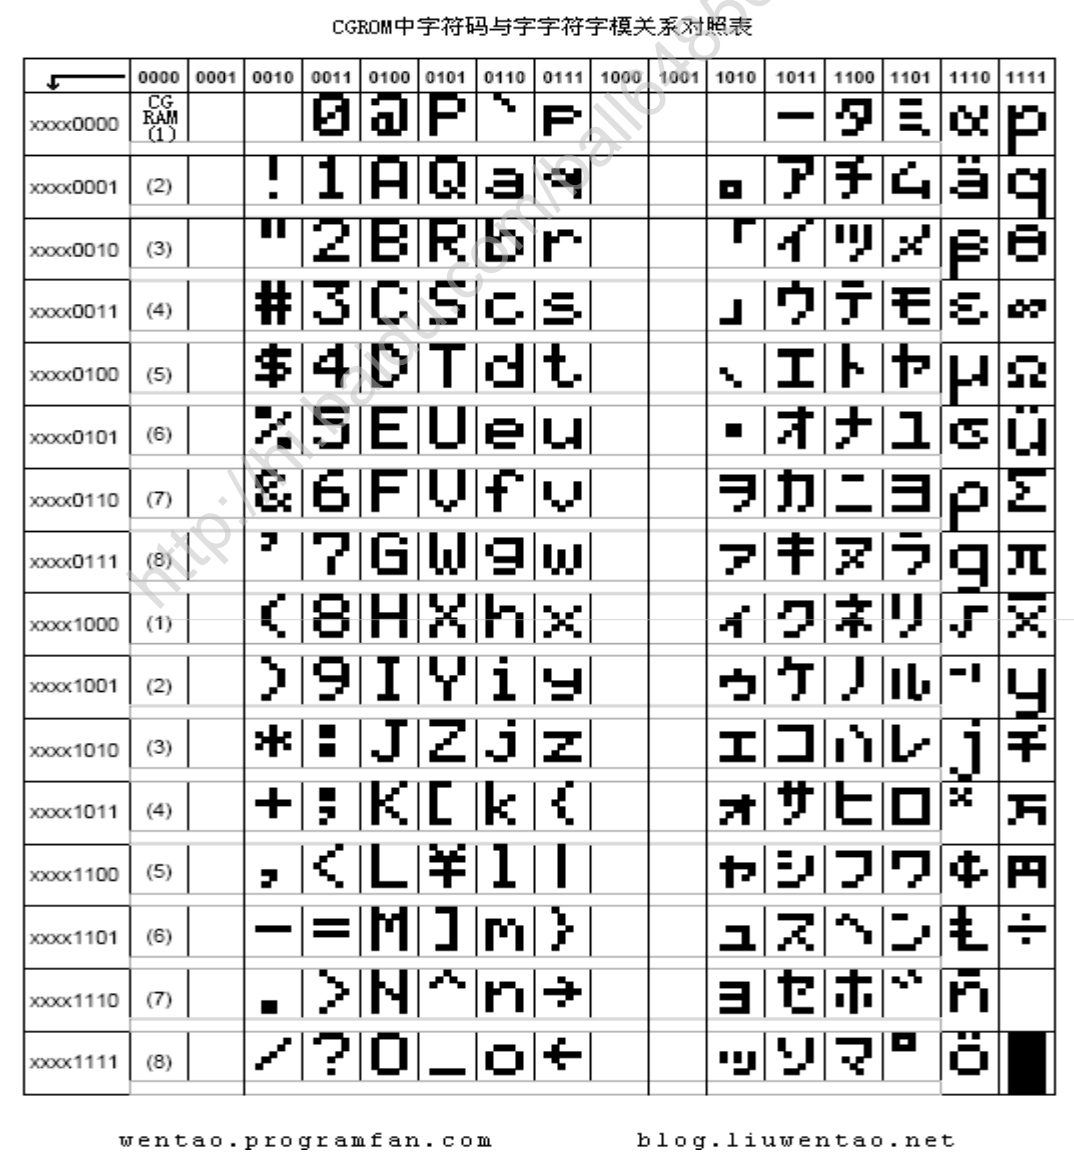 CGROM中字符码与字字符字模关系对照表
0000 0001 0010 0011 0100 0101 0110 0111 1000 1001 1010 1011 1100 1101 1110 1111
xxxx0000 CG RAM (1) 0 @ P ` p ー タ ミ α p
xxxx0001 (2) ! 1 A Q a q 。 ア チ ム ä q
xxxx0010 (3) " 2 B R b r 「 イ ツ メ β θ
xxxx0011 (4) # 3 C S c s 」 ウ テ モ ε ∞
xxxx0100 (5) $ 4 D T d t 、 エ ト ヤ μ Ω
xxxx0101 (6) % 5 E U e u ・ オ ナ ユ σ ü
xxxx0110 (7) & 6 F V f v ヲ カ ニ ヨ ρ Σ
xxxx0111 (8) ' 7 G W g w ァ キ ヌ ラ g π
xxxx1000 (1) ( 8 H X h x ィ ク ネ リ √ x̄
xxxx1001 (2) ) 9 I Y i y ゥ ケ ノ ル ⁻¹ y
xxxx1010 (3) * : J Z j z ェ コ ハ レ j 千
xxxx1011 (4) + ; K [ k { ォ サ ヒ ロ ˣ 万
xxxx1100 (5) , < L ¥ l | ャ シ フ ワ ¢ 円
xxxx1101 (6) - = M ] m } ュ ス ヘ ン Ł ÷
xxxx1110 (7) . > N ^ n → ョ セ ホ ゛ ñ
xxxx1111 (8) / ? O _ o ← ッ ソ マ ゜ ö █
wentao.programfan.com blog.liuwentao.net